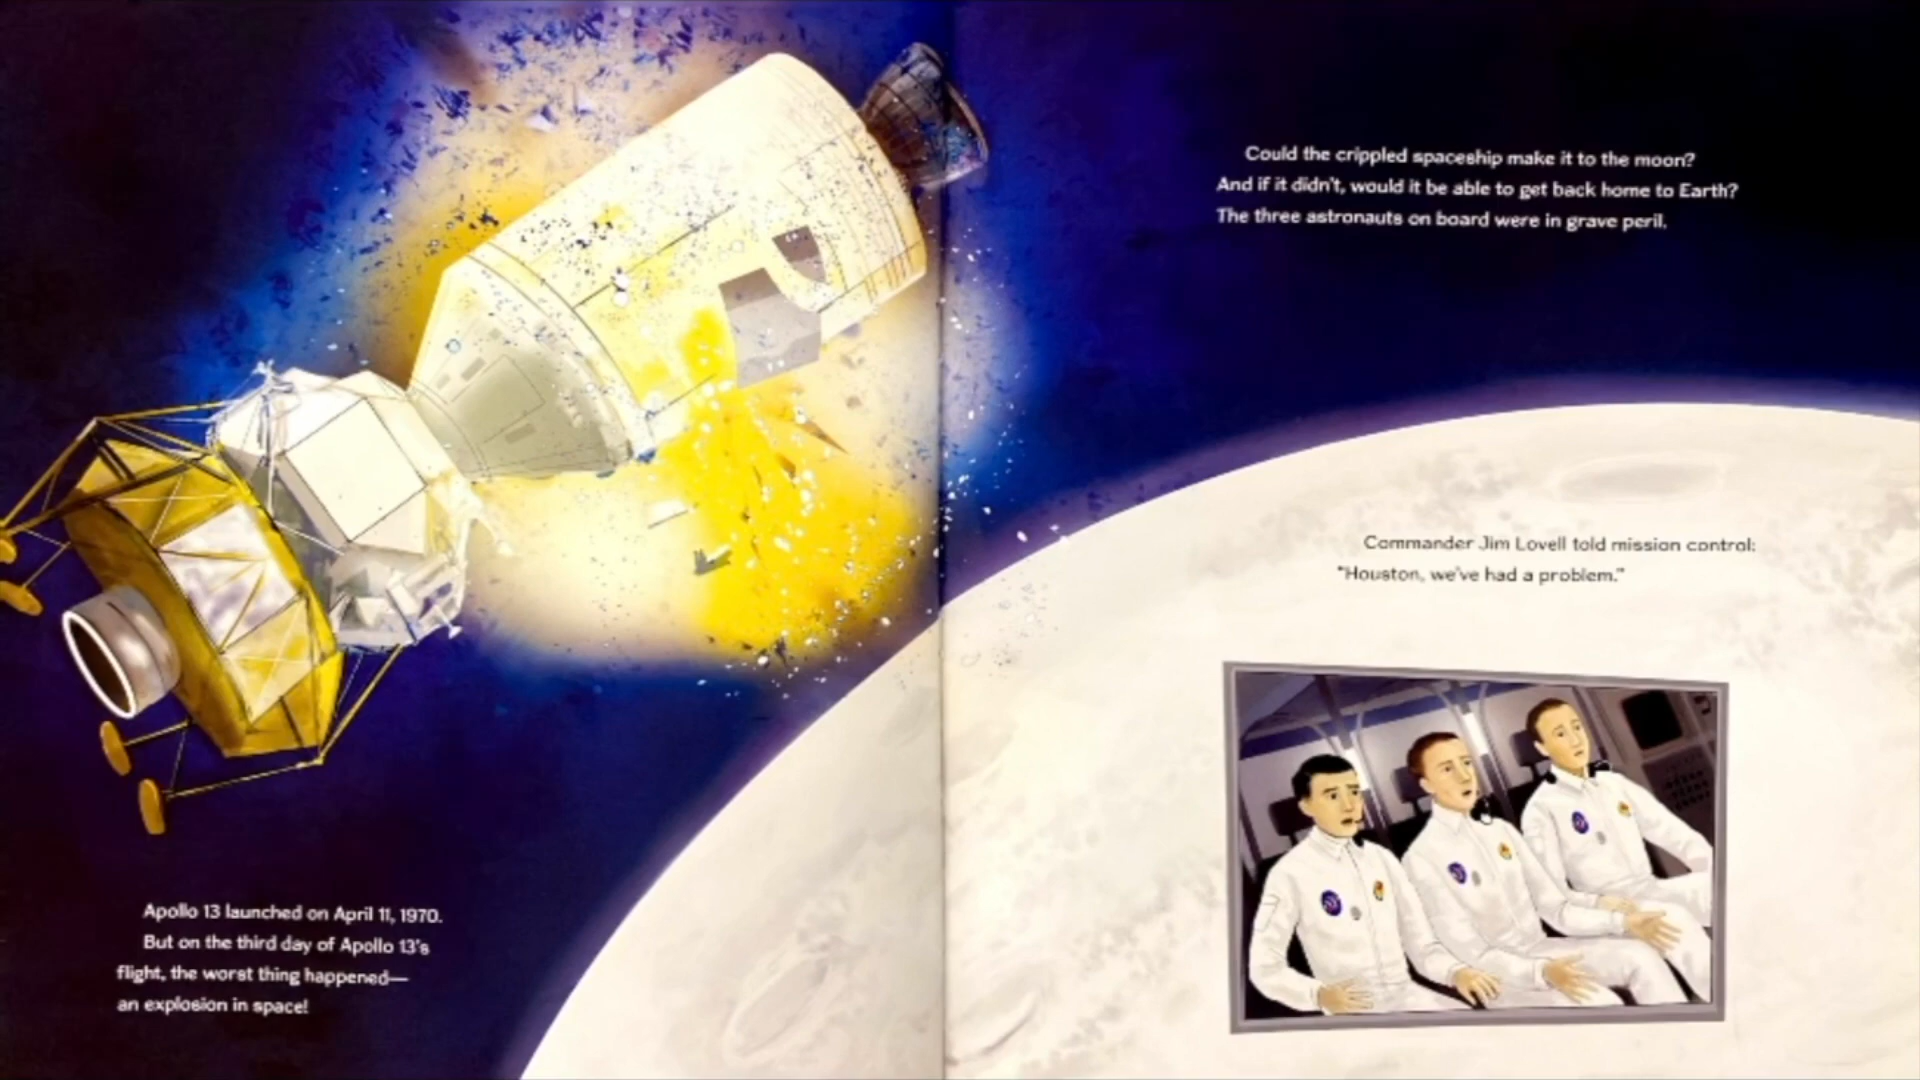 Apollo 13 launched on April 11, 1970.
But on the third day of Apollo 13's
flight, the worst thing happened—
an explosion in space!
Could the crippled spaceship make it to the moon?
And if it didn't, would it be able to get back home to Earth?
The three astronauts on board were in grave peril.
Commander Jim Lovell told mission control:
"Houston, we've had a problem."